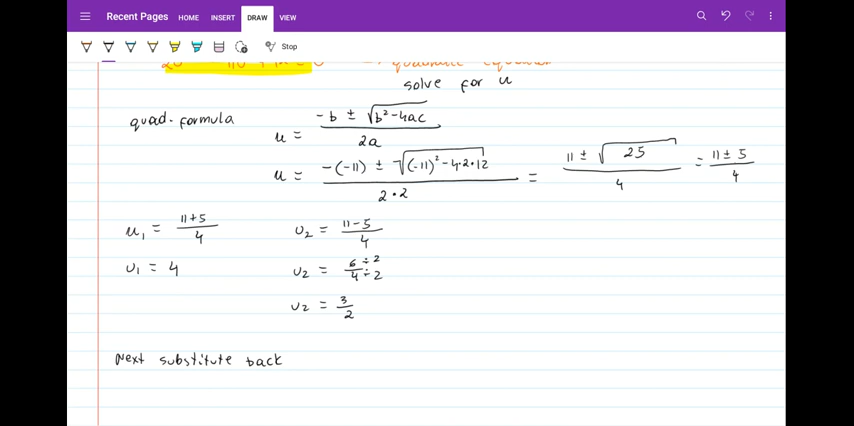 Recent Pages HOME INSERT DRAW VIEW
Stop
solve for u
quad. formula
u = -b ± √(b² - 4ac) / 2a
u = -(-11) ± √((-11)² - 4·2·12) / 2·2 = 11 ± √25 / 4 = 11 ± 5 / 4
u₁ = 11+5 / 4
u₂ = 11-5 / 4
u₁ = 4
u₂ = 6 ÷ 2 / 4 ÷ 2
u₂ = 3 / 2
Next substitute back